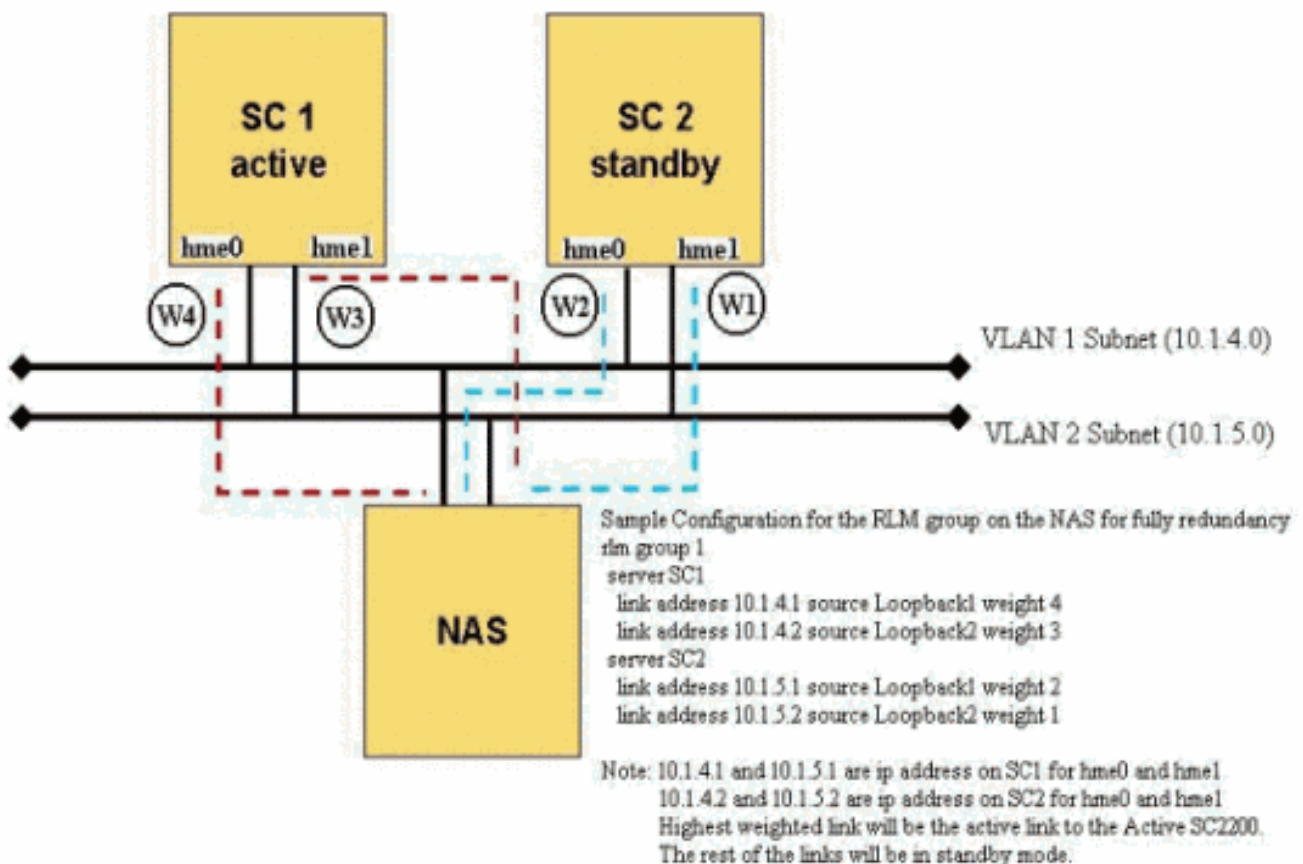 SC 1
active
SC 2
standby
hme0
hme1
hme0
hme1
W4
W3
W2
W1
VLAN 1 Subnet (10.1.4.0)
VLAN 2 Subnet (10.1.5.0)
NAS
Sample Configuration for the RLM group on the NAS for fully redundancy
rlm group 1
server SC1
link address 10.1.4.1 source Loopback1 weight 4
link address 10.1.4.2 source Loopback2 weight 3
server SC2
link address 10.1.5.1 source Loopback1 weight 2
link address 10.1.5.2 source Loopback2 weight 1
Note: 10.1.4.1 and 10.1.5.1 are ip address on SC1 for hme0 and hme1
10.1.4.2 and 10.1.5.2 are ip address on SC2 for hme0 and hme1
Highest weighted link will be the active link to the Active SC2200.
The rest of the links will be in standby mode.